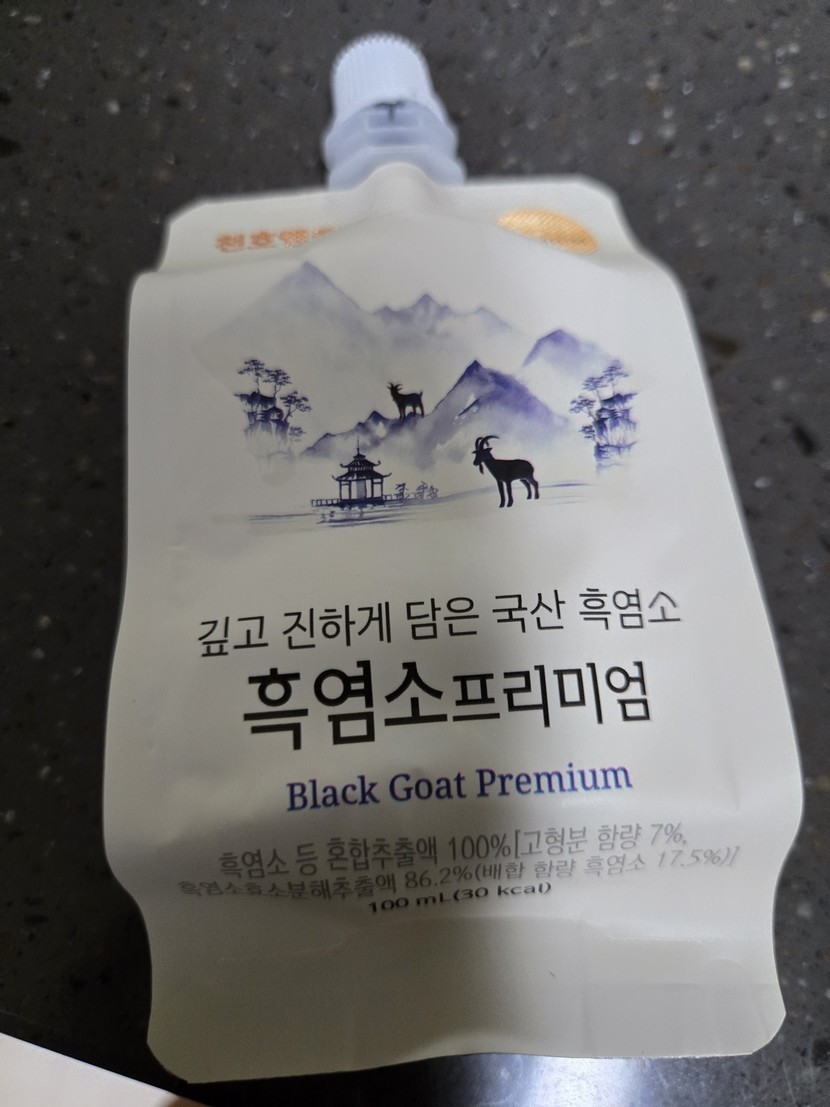 깊고 진하게 담은 국산 흑염소
흑염소프리미엄
Black Goat Premium
흑염소 등 혼합추출액 100%[고형분 함량 7%,
흑염소효소분해추출액 86.2%(배합 함량 흑염소 17.5%)]
100 mL(30 kcal)